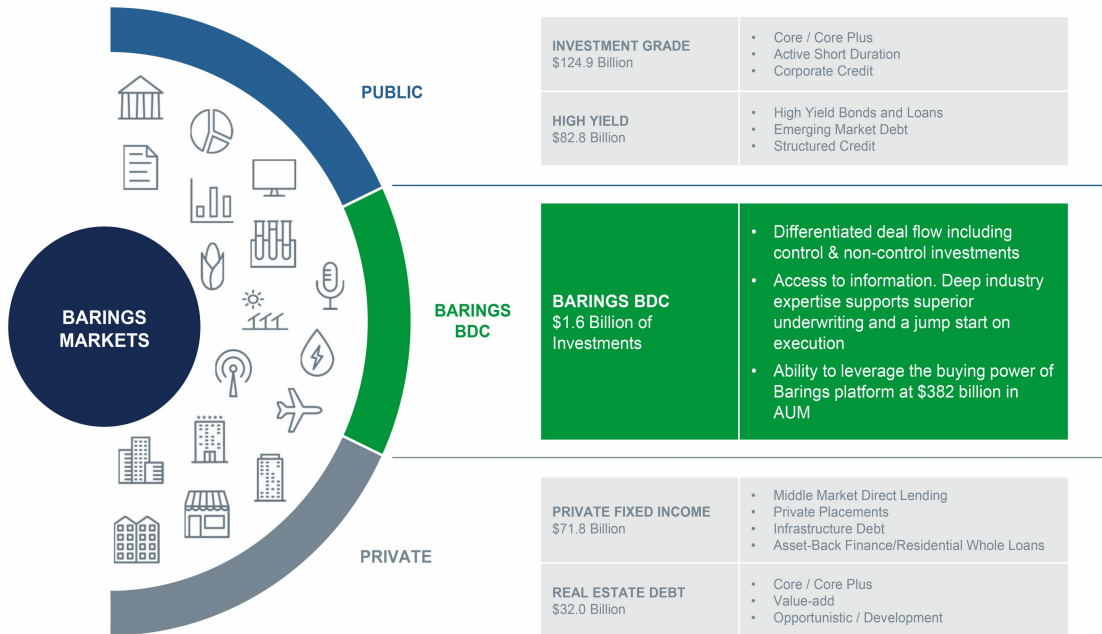 BARINGS
MARKETS
PUBLIC
BARINGS
BDC
PRIVATE
INVESTMENT GRADE
$124.9 Billion
• Core / Core Plus
• Active Short Duration
• Corporate Credit
HIGH YIELD
$82.8 Billion
• High Yield Bonds and Loans
• Emerging Market Debt
• Structured Credit
BARINGS BDC
$1.6 Billion of
Investments
• Differentiated deal flow including
control & non-control investments
• Access to information. Deep industry
expertise supports superior
underwriting and a jump start on
execution
• Ability to leverage the buying power of
Barings platform at $382 billion in
AUM
PRIVATE FIXED INCOME
$71.8 Billion
• Middle Market Direct Lending
• Private Placements
• Infrastructure Debt
• Asset-Back Finance/Residential Whole Loans
REAL ESTATE DEBT
$32.0 Billion
• Core / Core Plus
• Value-add
• Opportunistic / Development